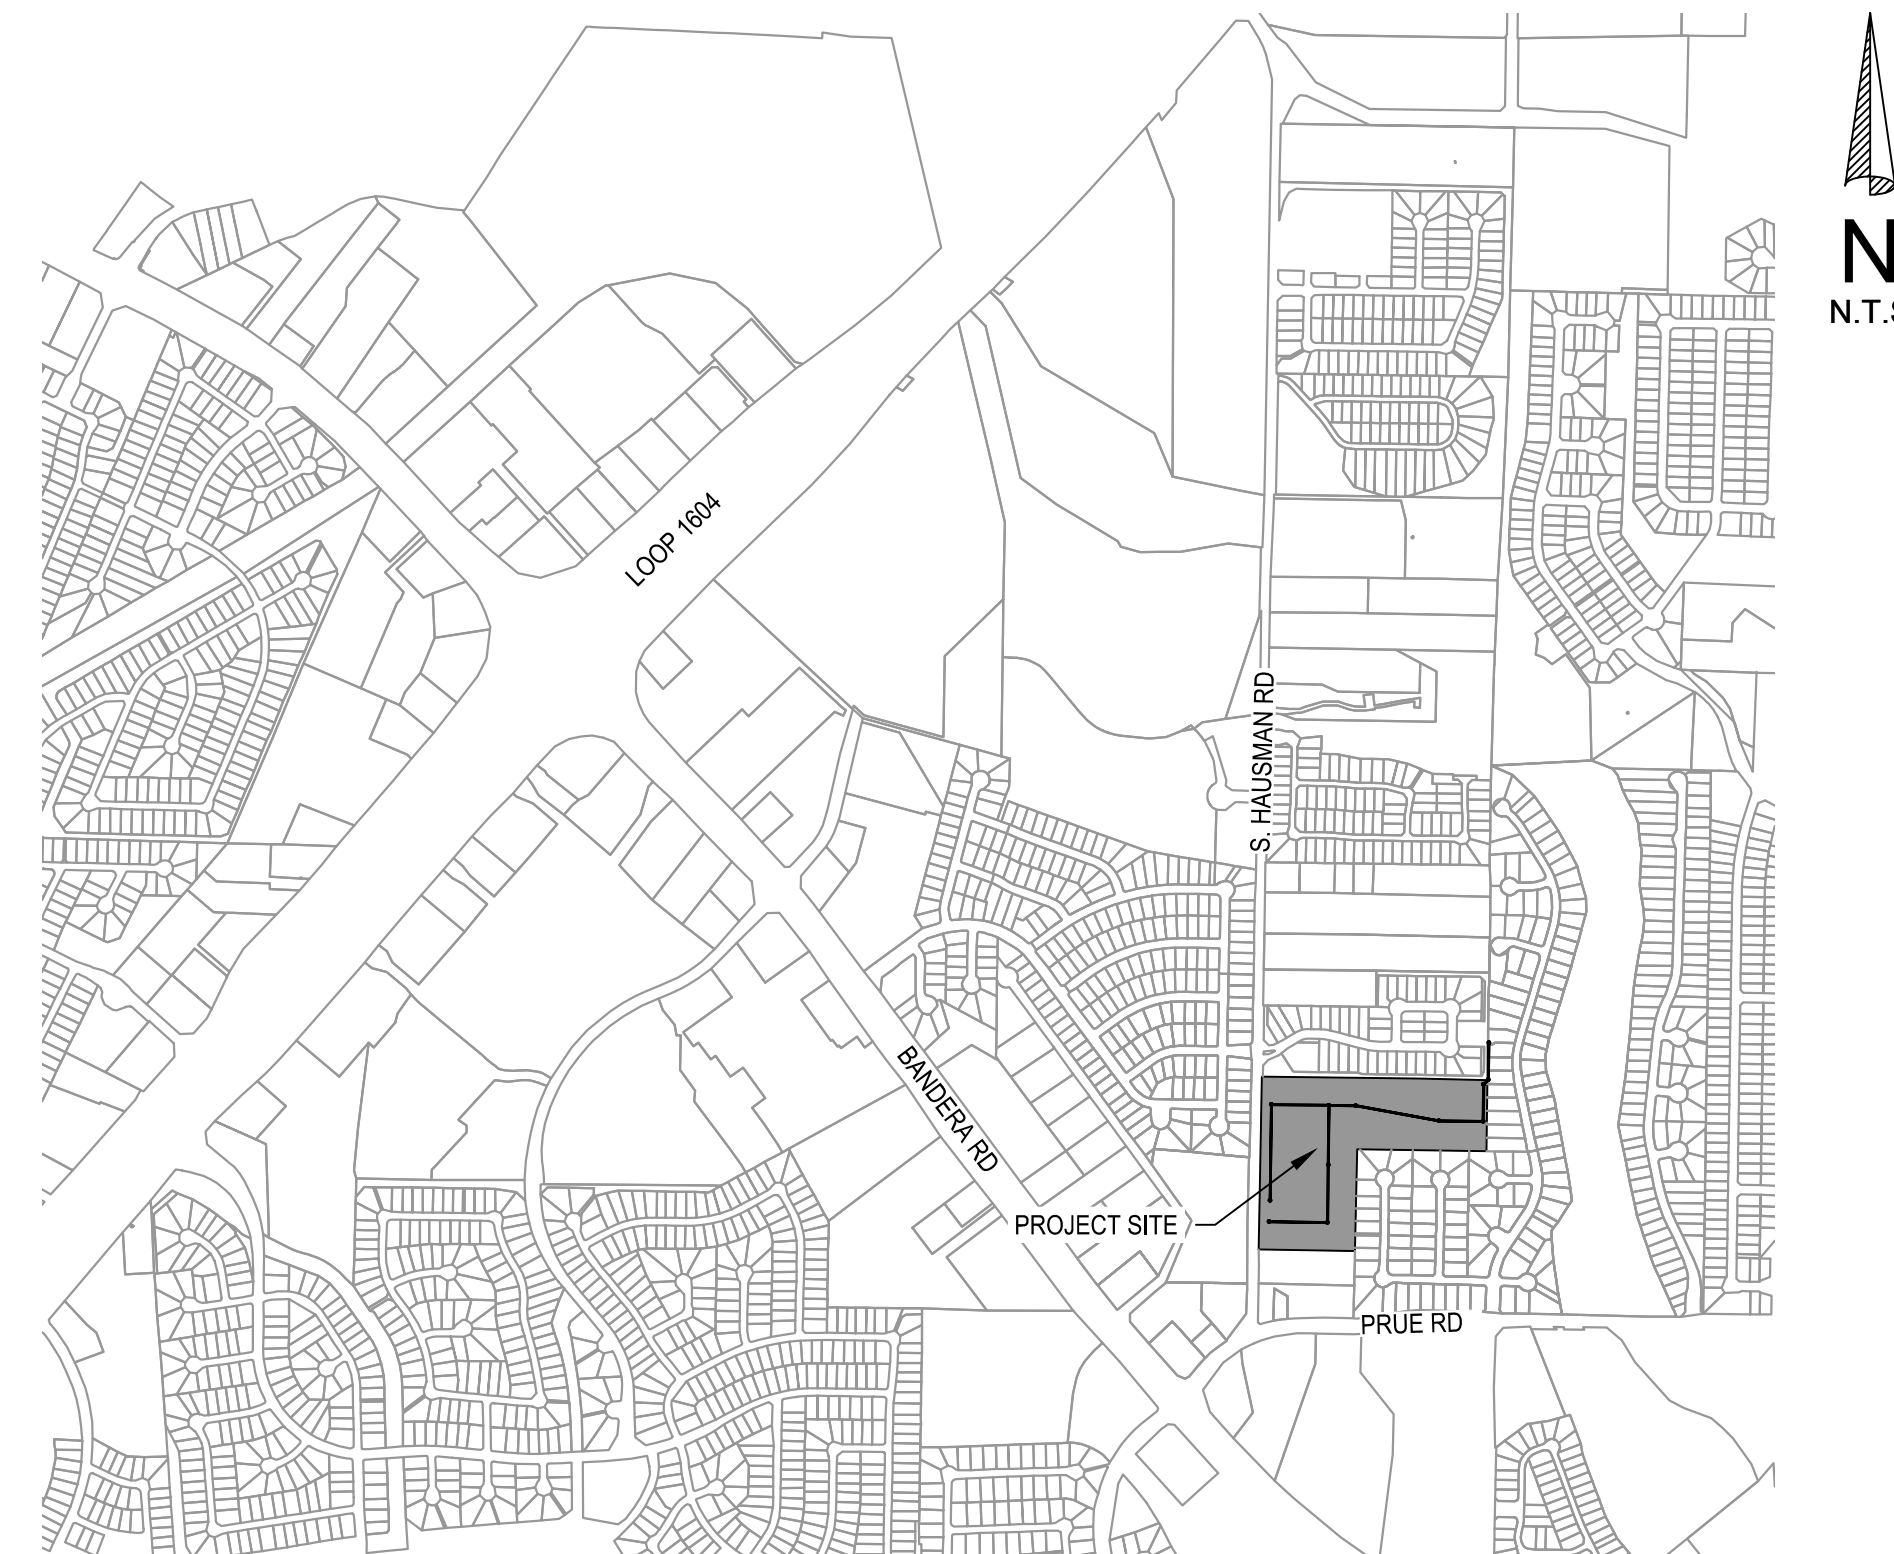 N
N.T.S
LOOP 1604
S. HAUSMAN RD
BANDERA RD
PROJECT SITE
PRUE RD